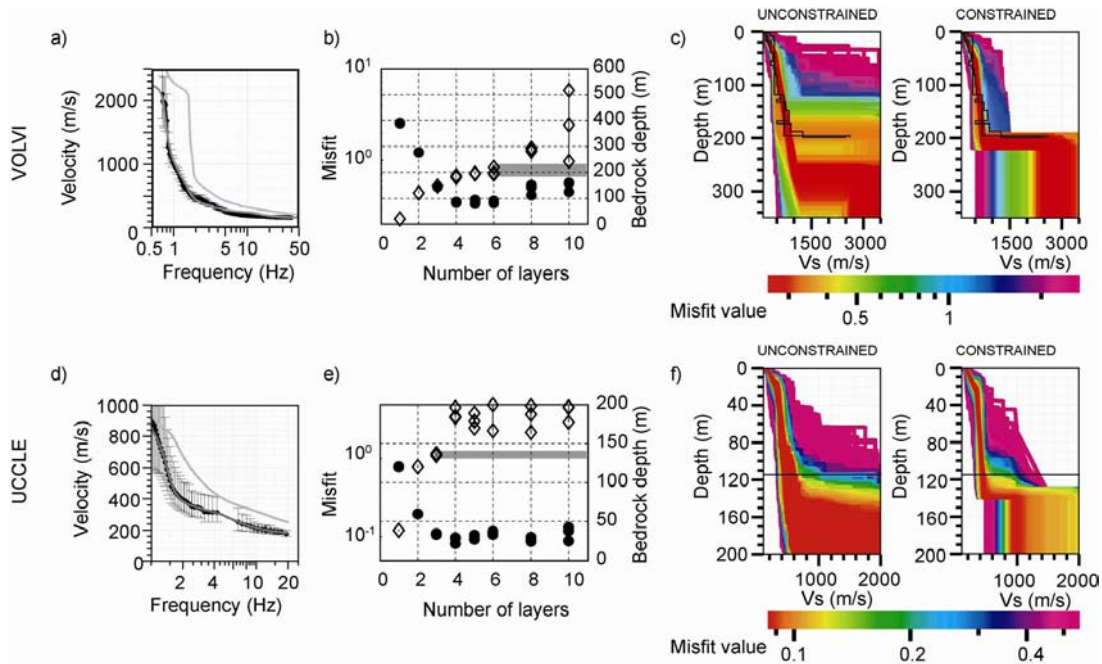 UNCONSTRAINED CONSTRAINED
a) b) c)
VOLVI
Velocity (m/s)
2000
1000
0
0.5 1 5 10 50
Frequency (Hz)
Misfit
10¹
10⁰
0 2 4 6 8 10
Number of layers
600
500
400
300
200
100
0
Bedrock depth (m)
Depth (m)
0
100
200
300
1500 3000
Vs (m/s)
Depth (m)
0
100
200
300
1500 3000
Vs (m/s)
Misfit value
0.5 1
UNCONSTRAINED CONSTRAINED
d) e) f)
UCCLE
Velocity (m/s)
1000
800
600
400
200
0
2 4 10 20
Frequency (Hz)
Misfit
10⁰
10⁻¹
0 2 4 6 8 10
Number of layers
200
150
100
50
0
Bedrock depth (m)
Depth (m)
0
40
80
120
160
200
1000 2000
Vs (m/s)
Depth (m)
0
40
80
120
160
200
1000 2000
Vs (m/s)
Misfit value
0.1 0.2 0.4